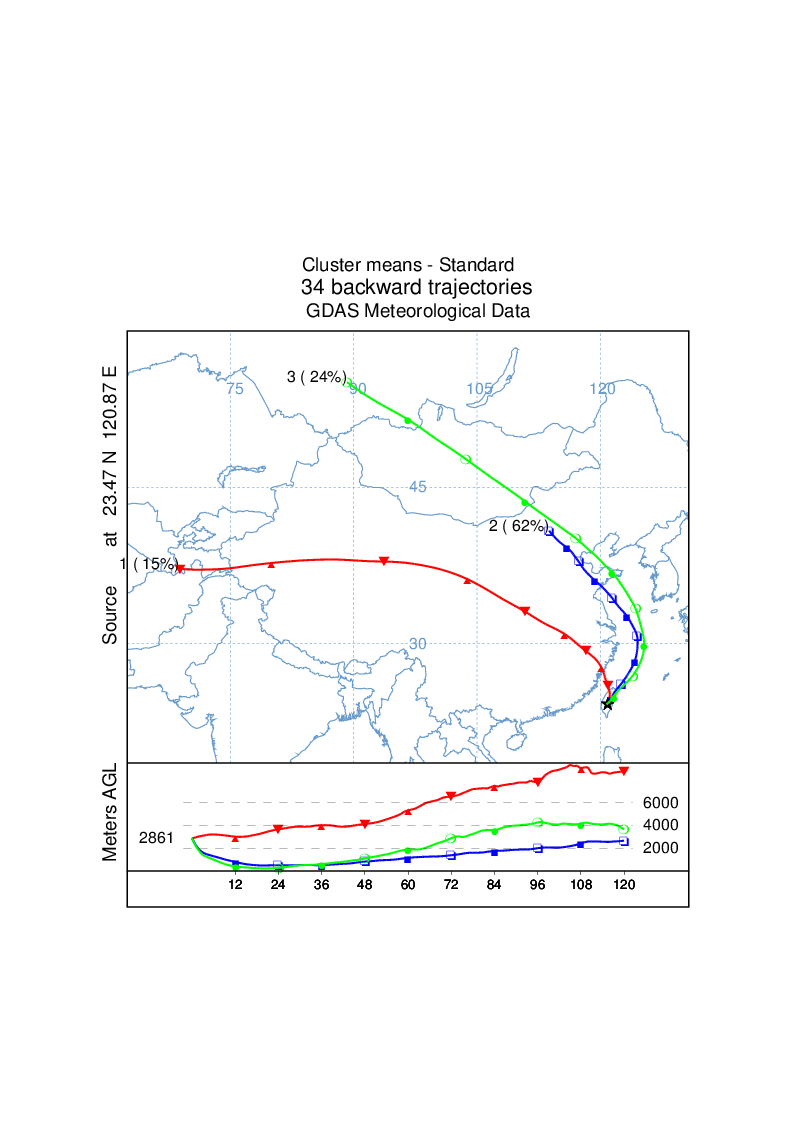 Cluster means - Standard
34 backward trajectories
GDAS Meteorological Data
Source at 23.47 N 120.87 E
75
90
105
120
3 ( 24%)
45
2 ( 62%)
1 ( 15%)
30
Meters AGL
6000
4000
2861
2000
12 24 36 48 60 72 84 96 108 120